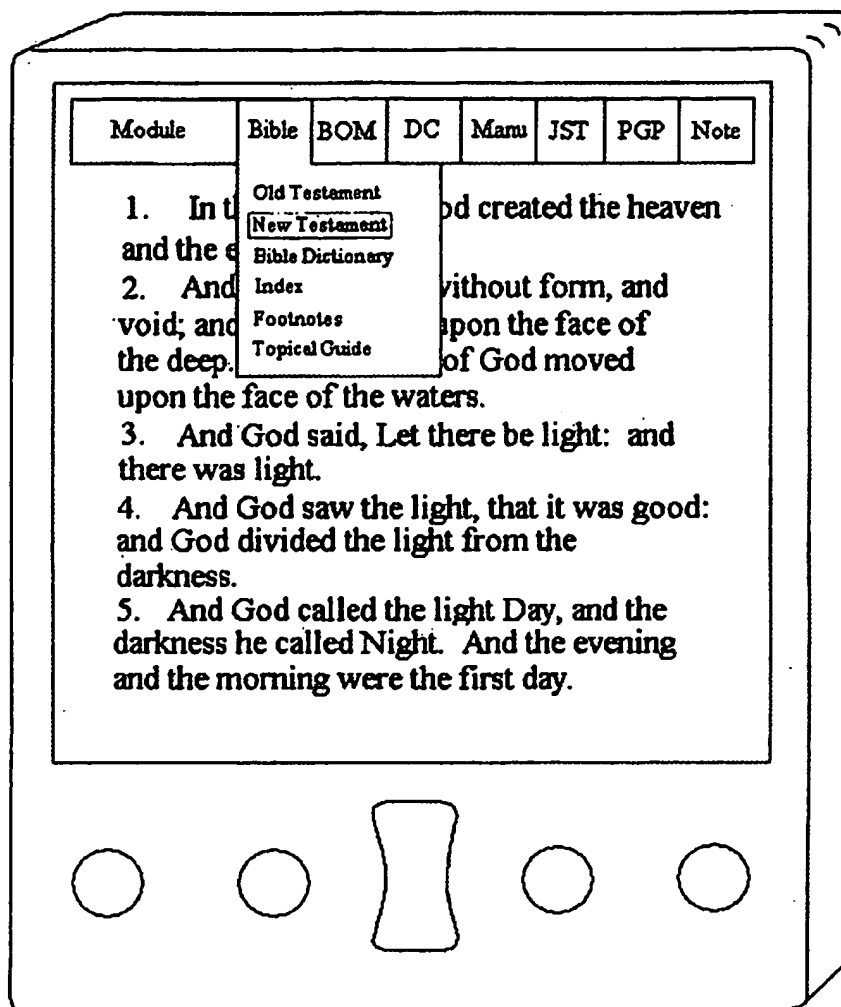 Module Bible BOM DC Manu JST PGP Note
Old Testament
New Testament
Bible Dictionary
Index
Footnotes
Topical Guide
1. In t od created the heaven
and the e
2. And without form, and
void; and upon the face of
the deep. of God moved
upon the face of the waters.
3. And God said, Let there be light: and
there was light.
4. And God saw the light, that it was good:
and God divided the light from the
darkness.
5. And God called the light Day, and the
darkness he called Night. And the evening
and the morning were the first day.